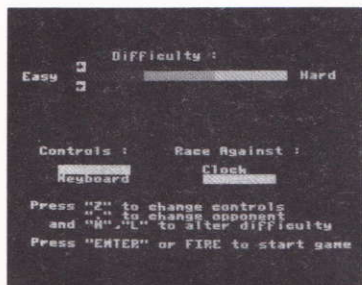 Difficulty :
Easy Hard
Controls : Race Against :
Keyboard Clock
Press "Z" to change controls
"." to change opponent
and "A","L" to alter difficulty
Press "ENTER" or FIRE to start game